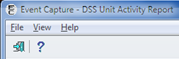 Event Capture - DSS Unit Activity Report
File View Help